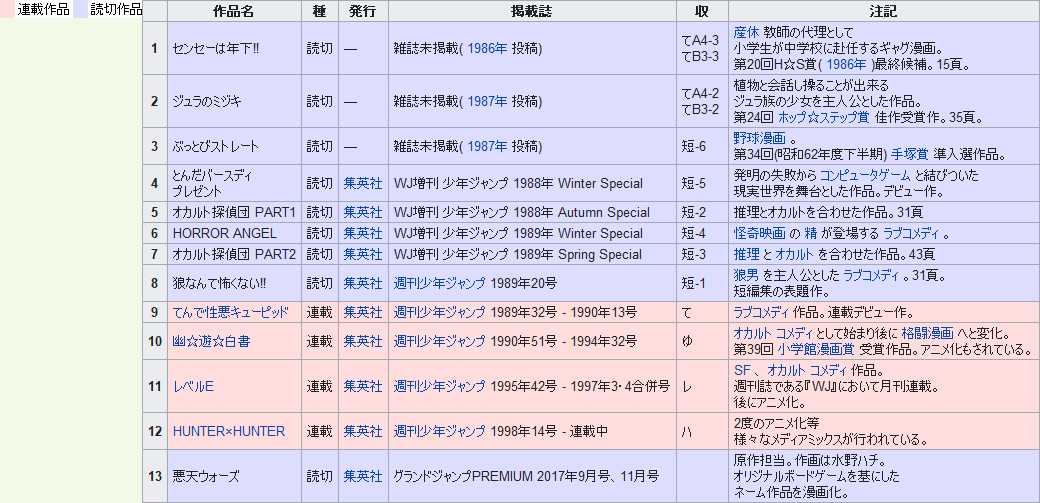 連載作品 読切作品
作品名 種 発行 掲載誌 収 注記
1 センセーは年下!! 読切 — 雑誌未掲載( 1986年 投稿) てA4-3
てB3-3
産休 教師の代理として
小学生が中学校に赴任するギャグ漫画。
第20回H☆S賞( 1986年 )最終候補。15頁。
2 ジュラのミヅキ 読切 — 雑誌未掲載( 1987年 投稿) てA4-2
てB3-2
植物と会話し操ることが出来る
ジュラ族の少女を主人公とした作品。
第24回 ホップ☆ステップ賞 佳作受賞作。35頁。
3 ぶっとびストレート 読切 — 雑誌未掲載( 1987年 投稿) 短-6
野球漫画 。
第34回(昭和62年度下半期) 手塚賞 準入選作品。
4 とんだバースディ
プレゼント 読切 集英社 WJ増刊 少年ジャンプ 1988年 Winter Special 短-5
発明の失敗から コンピュータゲーム と結びついた
現実世界を舞台とした作品。デビュー作。
5 オカルト探偵団 PART1 読切 集英社 WJ増刊 少年ジャンプ 1988年 Autumn Special 短-2 推理とオカルトを合わせた作品。31頁
6 HORROR ANGEL 読切 集英社 WJ増刊 少年ジャンプ 1989年 Winter Special 短-4 怪奇映画 の 精 が登場する ラブコメディ 。
7 オカルト探偵団 PART2 読切 集英社 WJ増刊 少年ジャンプ 1989年 Spring Special 短-3 推理 と オカルト を合わせた作品。43頁
8 狼なんて怖くない!! 読切 集英社 週刊少年ジャンプ 1989年20号 短-1
狼男 を主人公とした ラブコメディ 。31頁。
短編集の表題作。
9 てんで性悪キューピッド 連載 集英社 週刊少年ジャンプ 1989年32号 - 1990年13号 て ラブコメディ 作品。連載デビュー作。
10 幽☆遊☆白書 連載 集英社 週刊少年ジャンプ 1990年51号 - 1994年32号 ゆ
オカルト コメディ として始まり後に 格闘漫画 へと変化。
第39回 小学館漫画賞 受賞作品。アニメ化もされている。
11 レベルE 連載 集英社 週刊少年ジャンプ 1995年42号 - 1997年3・4合併号 レ
SF 、 オカルト コメディ 作品。
週刊誌である『WJ』において月刊連載。
後にアニメ化。
12 HUNTER×HUNTER 連載 集英社 週刊少年ジャンプ 1998年14号 - 連載中 ハ
2度のアニメ化等
様々なメディアミックスが行われている。
13 悪天ウォーズ 読切 集英社 グランドジャンプPREMIUM 2017年9月号、11月号
原作担当。作画は水野ハチ。
オリジナルボードゲームを基にした
ネーム作品を漫画化。